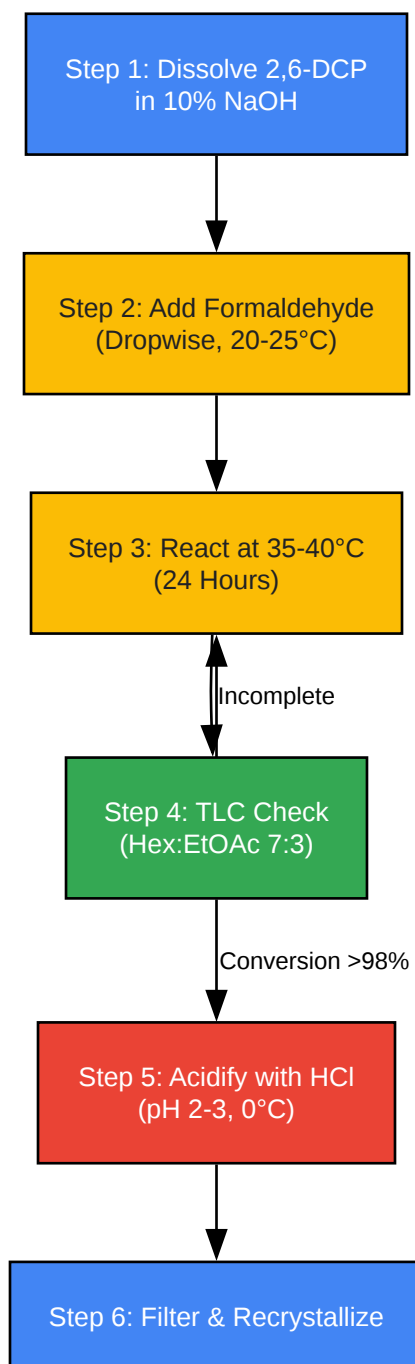 Step 1: Dissolve 2,6-DCP
in 10% NaOH
Step 2: Add Formaldehyde
(Dropwise, 20-25°C)
Step 3: React at 35-40°C
(24 Hours)
Incomplete
Step 4: TLC Check
(Hex:EtOAc 7:3)
Conversion >98%
Step 5: Acidify with HCl
(pH 2-3, 0°C)
Step 6: Filter & Recrystallize